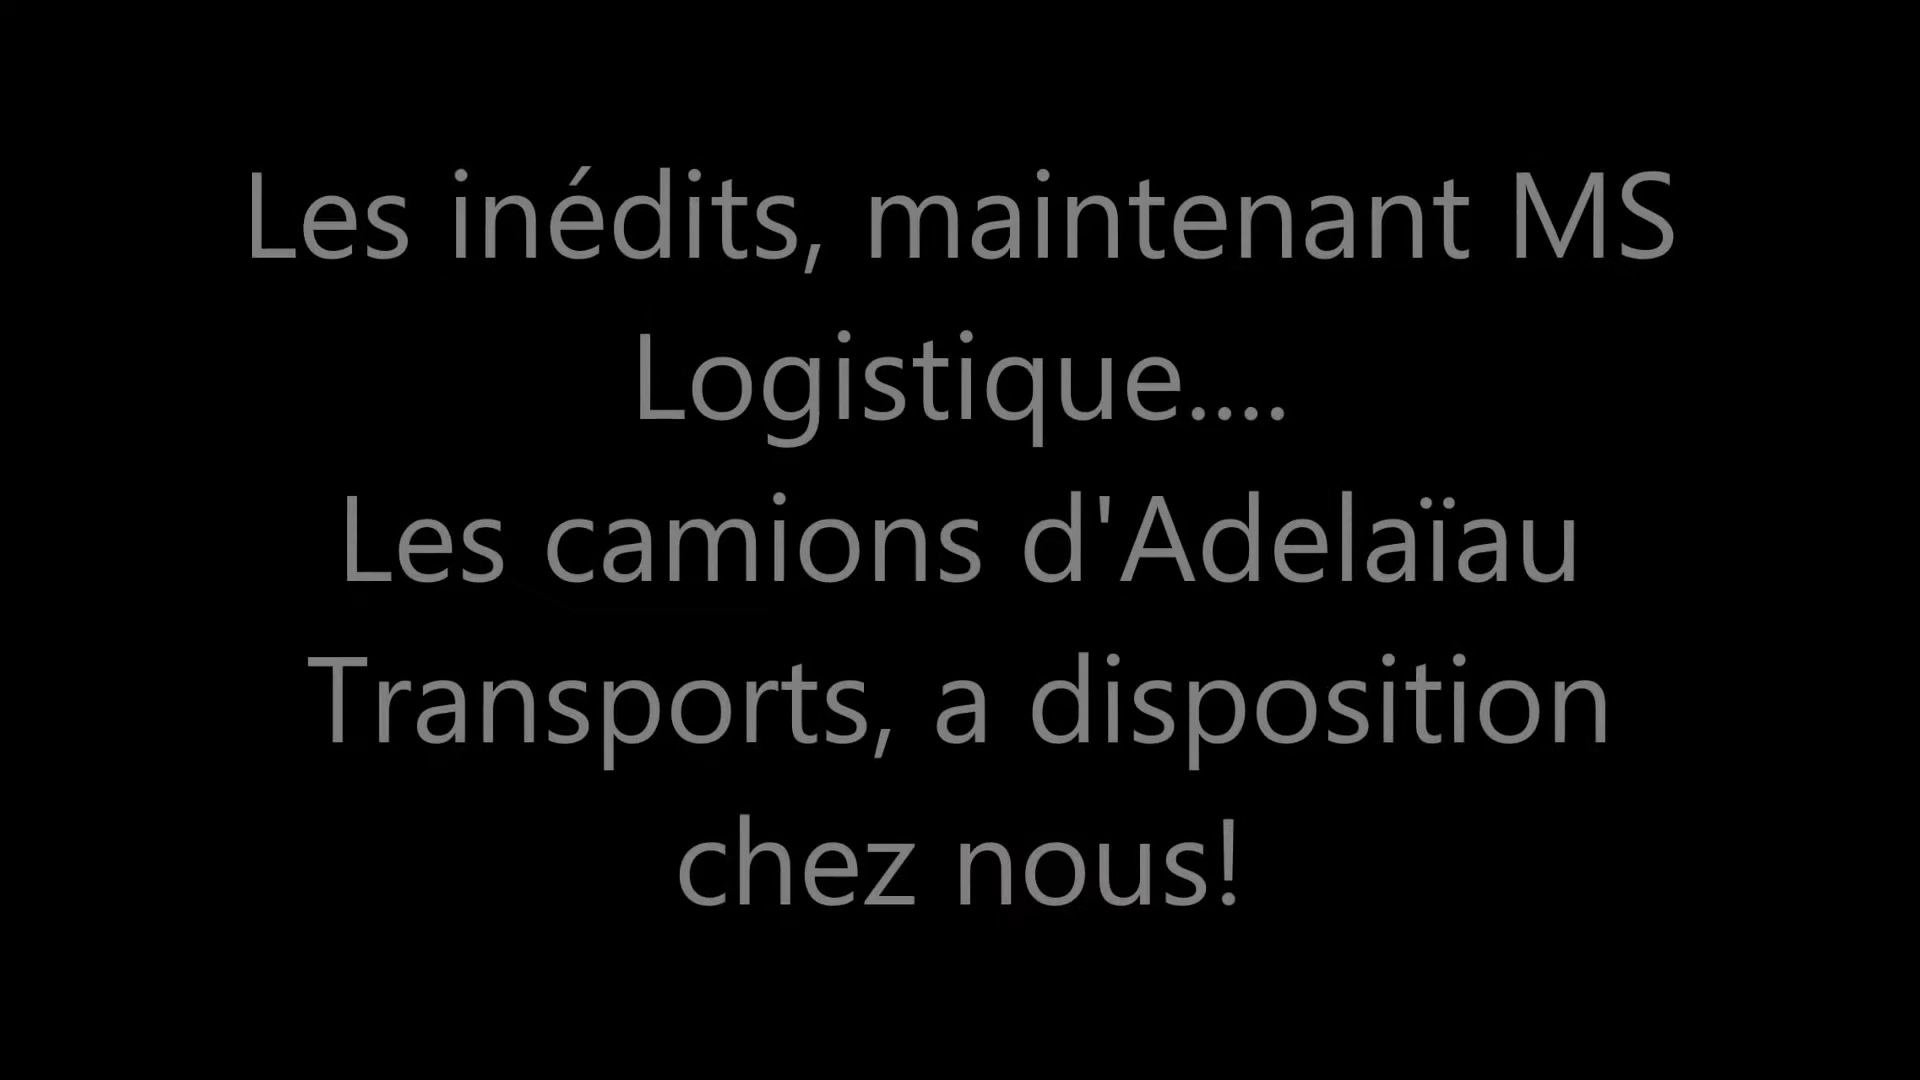 Les inédits, maintenant MS
Logistique....
Les camions d'Adelaïau
Transports, a disposition
chez nous!